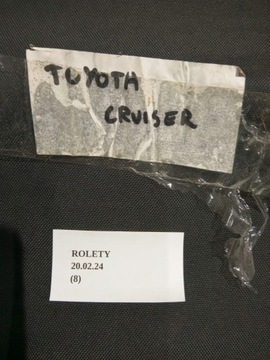 TOYOTA
CRUISER
ROLETY
20.02.24
(8)